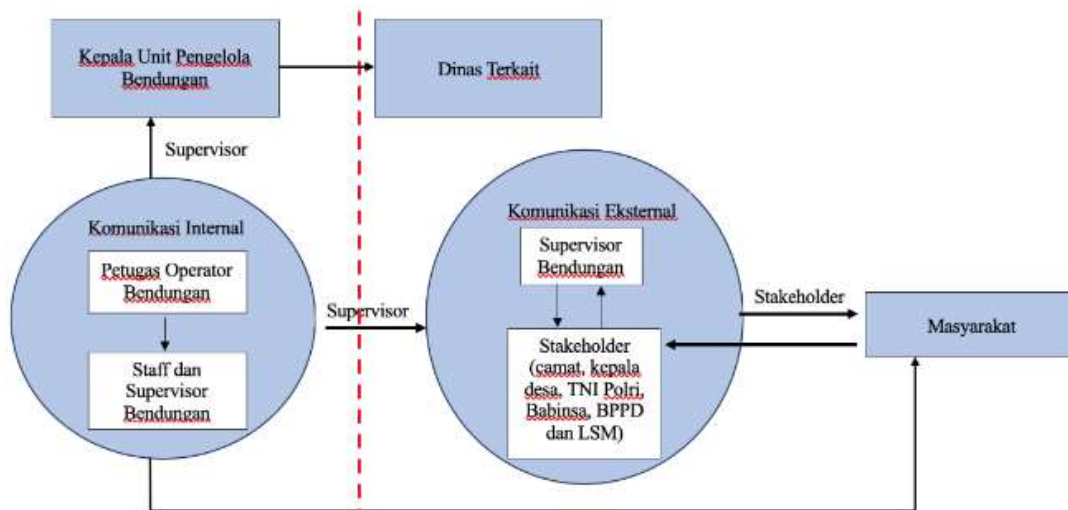 Kepala Unit Pengelola
Bendungan
Dinas Terkait
Supervisor
Komunikasi Internal
Petugas Operator
Bendungan
Staff dan
Supervisor
Bendungan
Supervisor
Komunikasi Eksternal
Supervisor
Bendungan
Stakeholder
(camat, kepala
desa, TNI Polri,
Babinsa, BPPD
dan LSM)
Stakeholder
Masyarakat